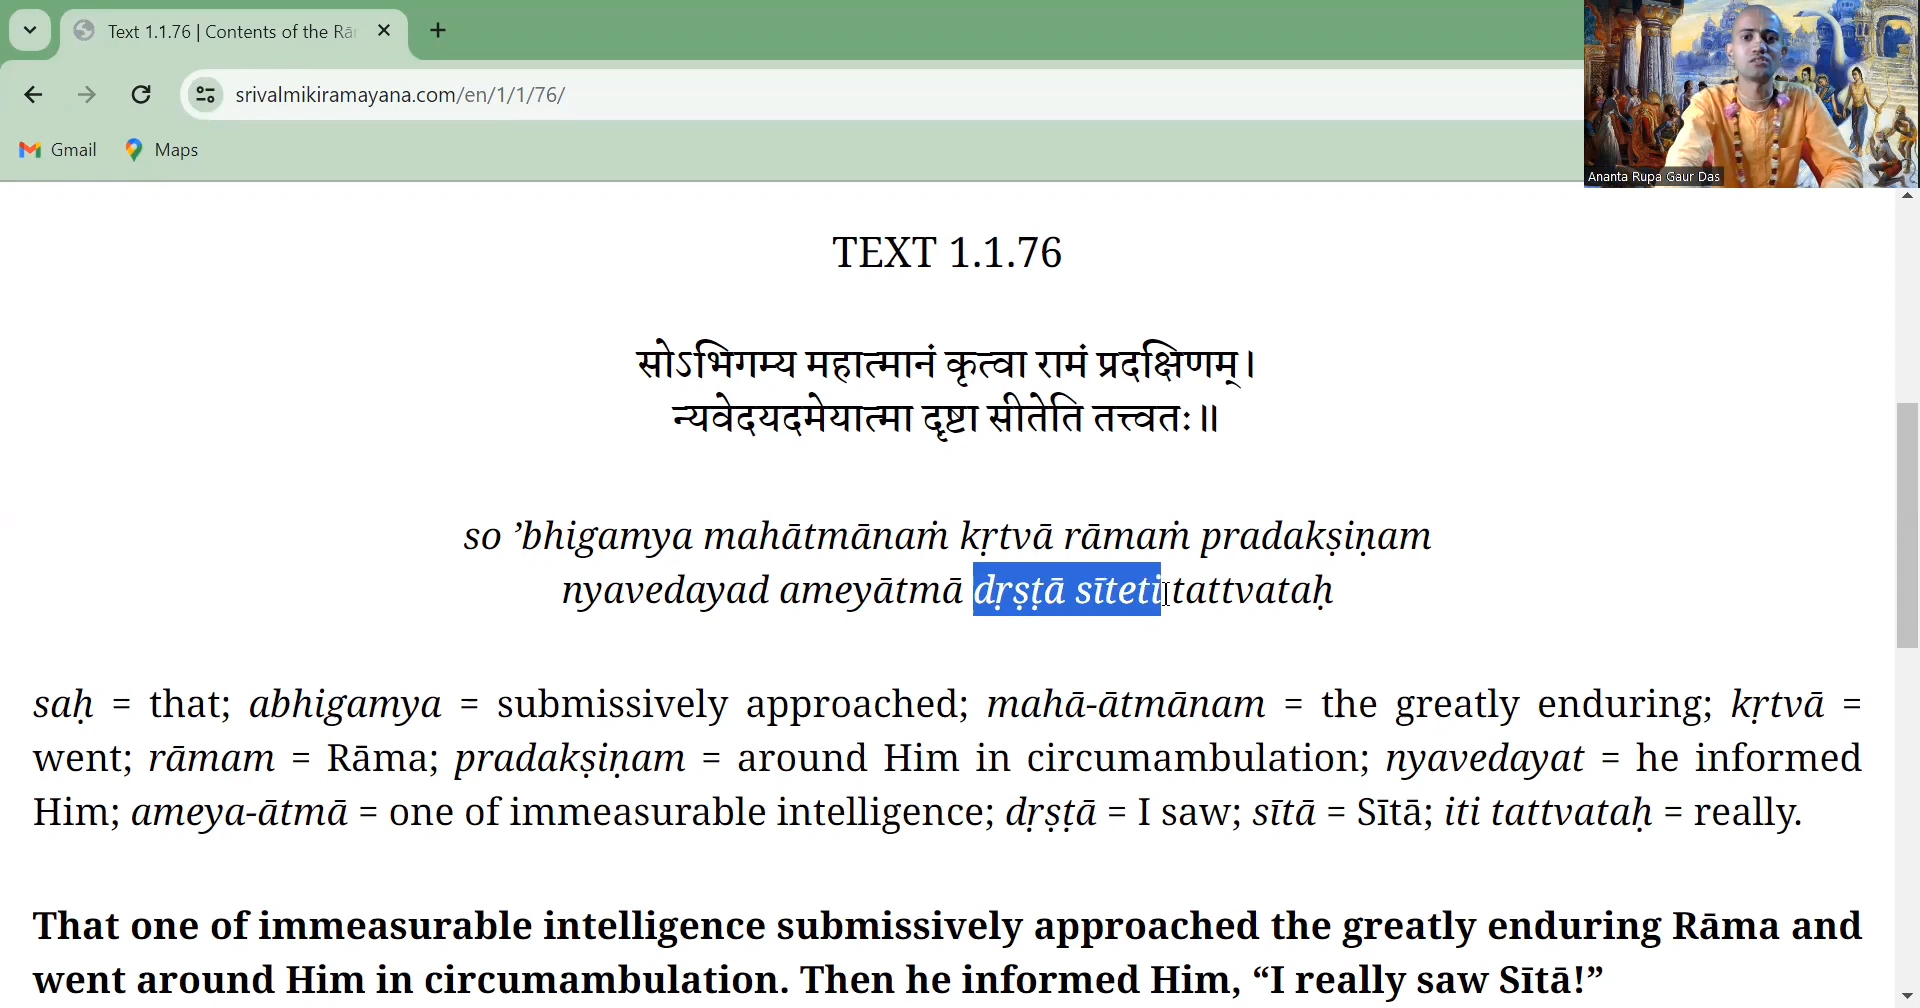 Text 1.1.76 | Contents of the Rā
srivalmikiramayana.com/en/1/1/76/
Gmail
Maps
Ananta Rupa Gaur Das
TEXT 1.1.76
सोऽभिगम्य महात्मानं कृत्वा रामं प्रदक्षिणम्।
न्यवेदयदमेयात्मा दृष्टा सीतेति तत्त्वतः॥
so ’bhigamya mahātmānaṁ kṛtvā rāmaṁ pradakṣiṇam
nyavedayad ameyātmā dṛṣṭā sīteti tattvataḥ
saḥ = that; abhigamya = submissively approached; mahā-ātmānam = the greatly enduring; kṛtvā =
went; rāmam = Rāma; pradakṣiṇam = around Him in circumambulation; nyavedayat = he informed
Him; ameya-ātmā = one of immeasurable intelligence; dṛṣṭā = I saw; sītā = Sītā; iti tattvataḥ = really.
That one of immeasurable intelligence submissively approached the greatly enduring Rāma and
went around Him in circumambulation. Then he informed Him, “I really saw Sītā!”